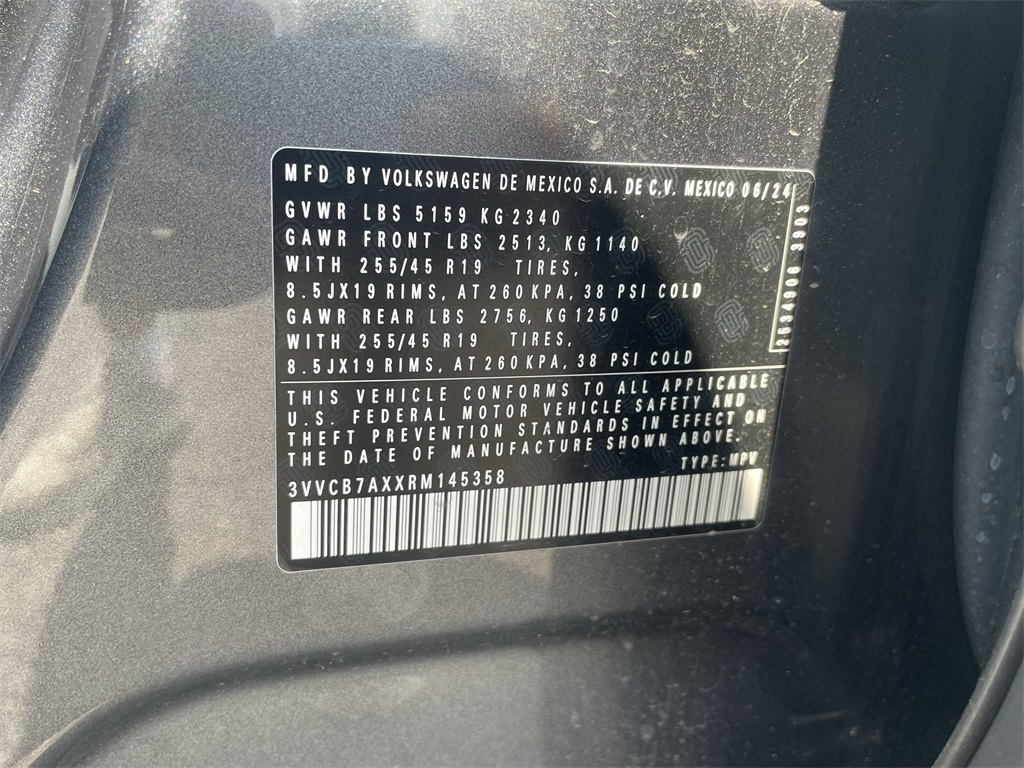 MFD BY VOLKSWAGEN DE MEXICO S.A. DE C.V. MEXICO 06/24
GVWR LBS 5159 KG 2340
GAWR FRONT LBS 2513, KG 1140
WITH 255/45 R19 TIRES,
8.5JX19 RIMS, AT 260 KPA, 38 PSI COLD
GAWR REAR LBS 2756, KG 1250
WITH 255/45 R19 TIRES,
8.5JX19 RIMS, AT 260 KPA, 38 PSI COLD
THIS VEHICLE CONFORMS TO ALL APPLICABLE
U.S. FEDERAL MOTOR VEHICLE SAFETY AND
THEFT PREVENTION STANDARDS IN EFFECT ON
THE DATE OF MANUFACTURE SHOWN ABOVE.
TYPE: MPV
3VVCB7AXXRM145358